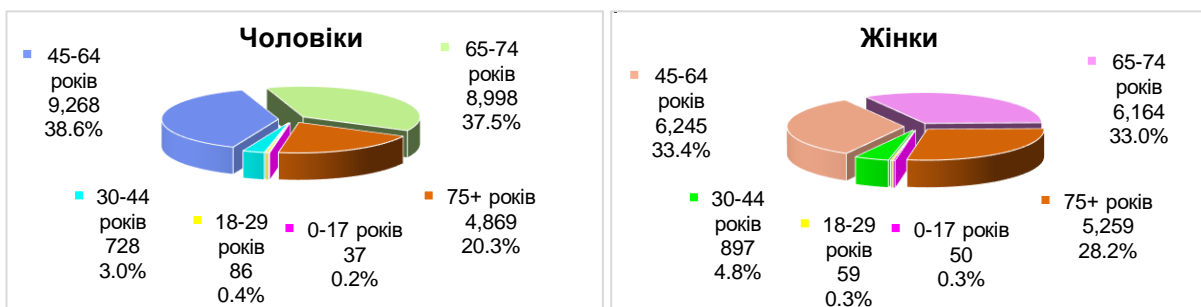 Чоловіки
45-64
років
9,268
38.6%
65-74
років
8,998
37.5%
30-44
років
728
3.0%
18-29
років
86
0.4%
0-17 років
37
0.2%
75+ років
4,869
20.3%
Жінки
45-64
років
6,245
33.4%
65-74
років
6,164
33.0%
30-44
років
897
4.8%
18-29
років
59
0.3%
0-17 років
50
0.3%
75+ років
5,259
28.2%